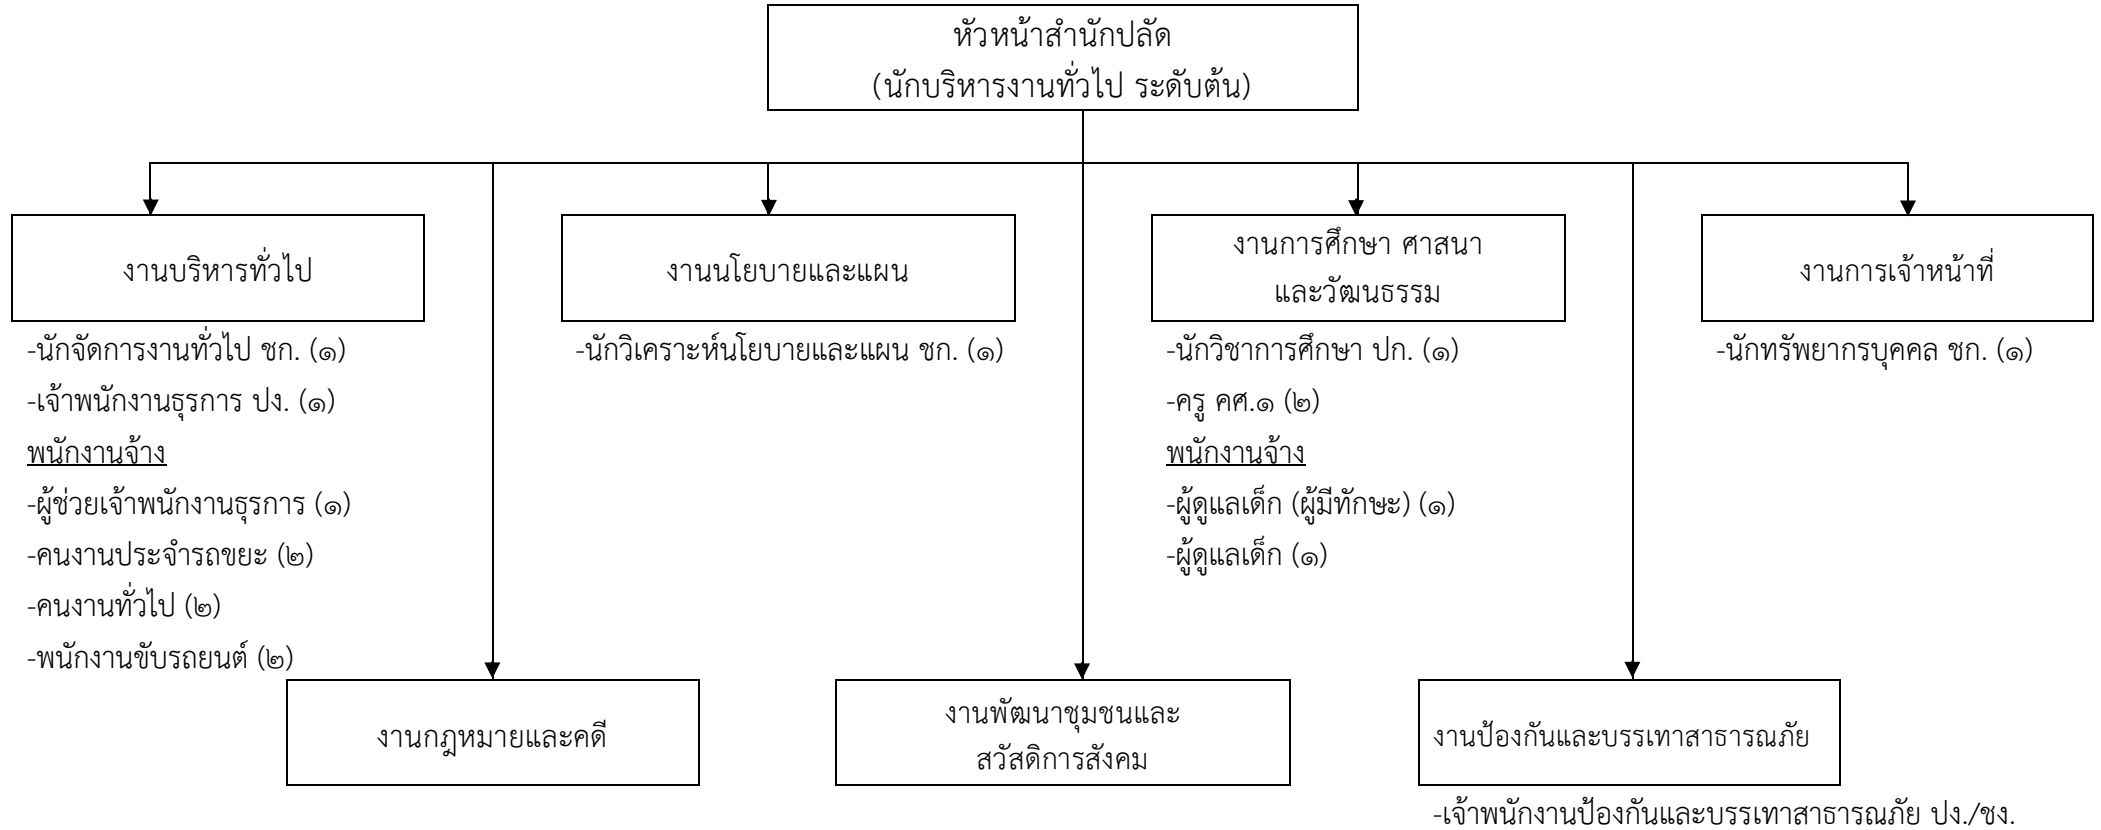 หัวหน้าสำนักปลัด
(นักบริหารงานทั่วไป ระดับต้น)
งานบริหารทั่วไป
-นักจัดการงานทั่วไป ชก. (๑)
-เจ้าพนักงานธุรการ ปง. (๑)
พนักงานจ้าง
-ผู้ช่วยเจ้าพนักงานธุรการ (๑)
-คนงานประจำรถขยะ (๒)
-คนงานทั่วไป (๒)
-พนักงานขับรถยนต์ (๒)
งานนโยบายและแผน
-นักวิเคราะห์นโยบายและแผน ชก. (๑)
งานการศึกษา ศาสนา
และวัฒนธรรม
-นักวิชาการศึกษา ปก. (๑)
-ครู คศ.๑ (๒)
พนักงานจ้าง
-ผู้ดูแลเด็ก (ผู้มีทักษะ) (๑)
-ผู้ดูแลเด็ก (๑)
งานการเจ้าหน้าที่
-นักทรัพยากรบุคคล ชก. (๑)
งานกฎหมายและคดี
งานพัฒนาชุมชนและ
สวัสดิการสังคม
งานป้องกันและบรรเทาสาธารณภัย
-เจ้าพนักงานป้องกันและบรรเทาสาธารณภัย ปง./ชง.